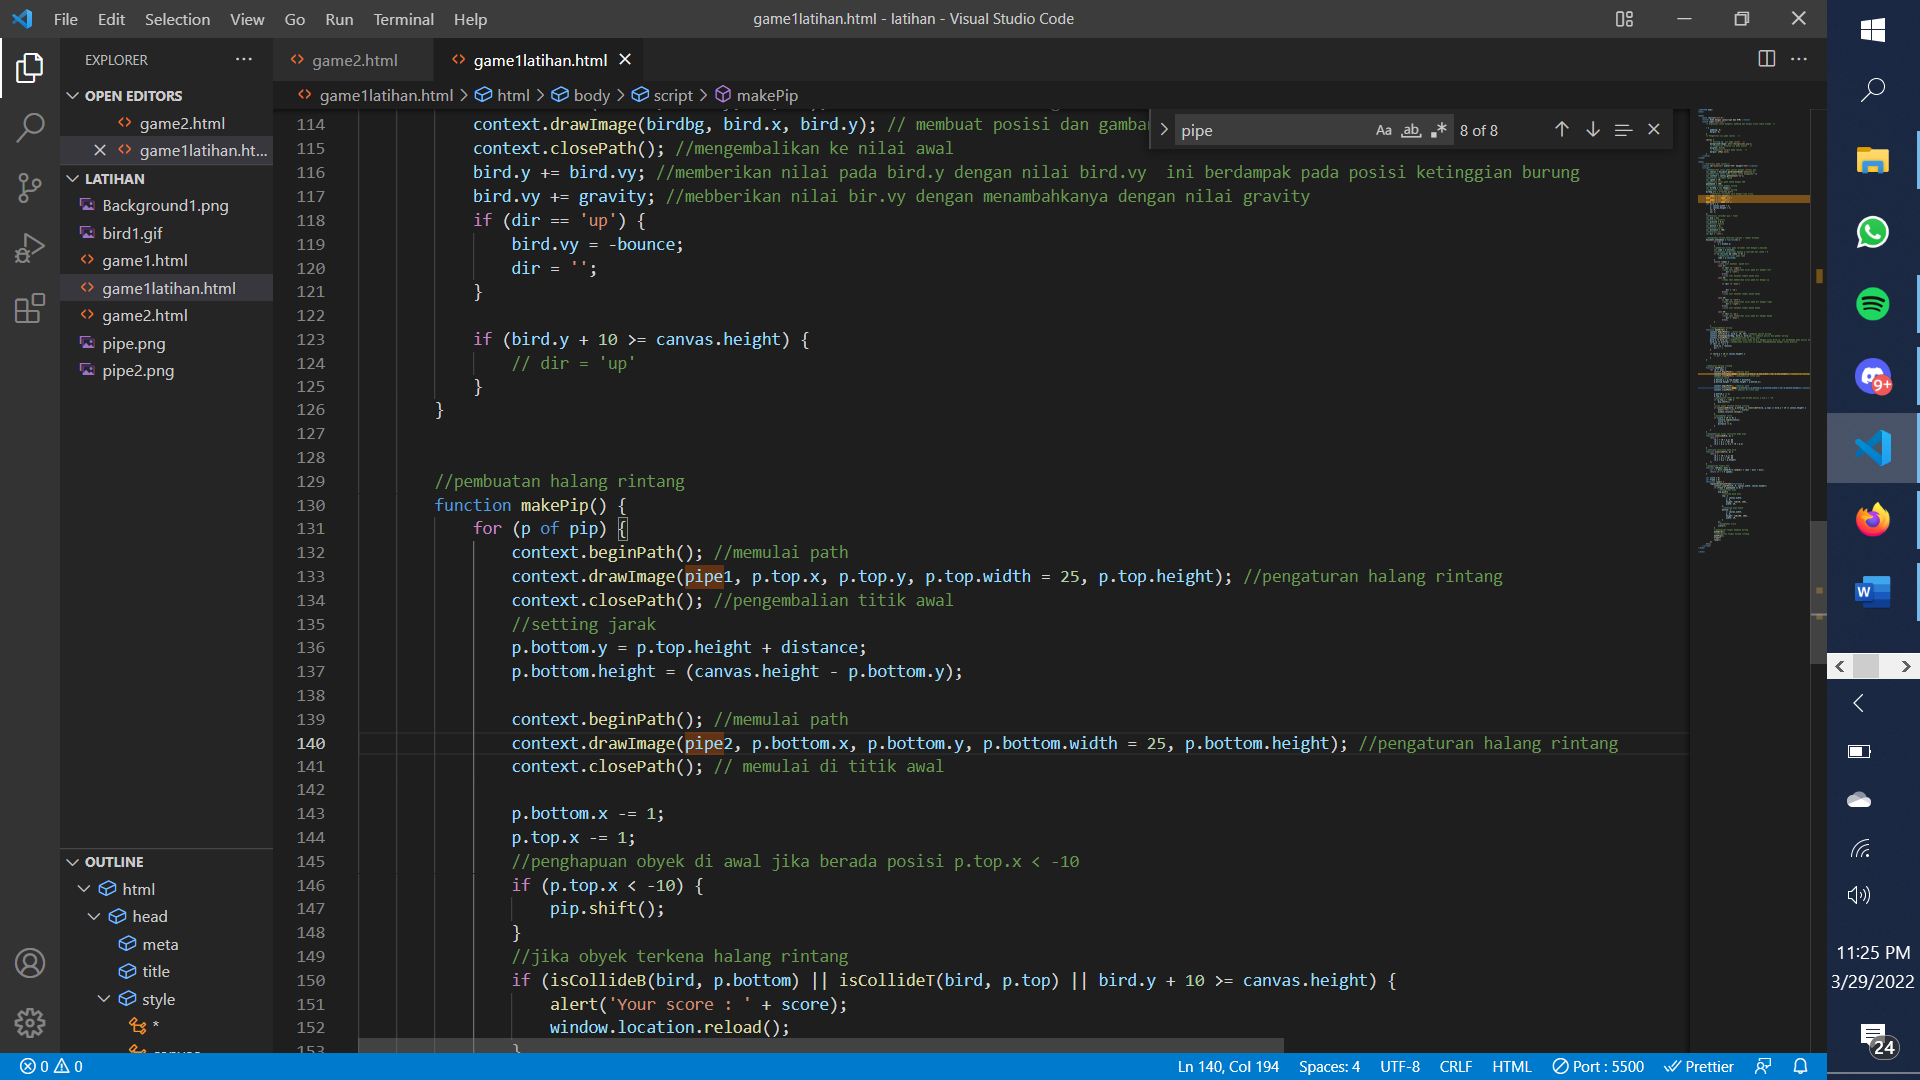 File Edit Selection View Go Run Terminal Help
game1latihan.html - latihan - Visual Studio Code
EXPLORER
OPEN EDITORS
game2.html
game1latihan.ht...
LATIHAN
Background1.png
bird1.gif
game1.html
game1latihan.html
game2.html
pipe.png
pipe2.png
OUTLINE
html
head
meta
title
style
*
game2.html
game1latihan.html
game1latihan.html > html > body > script > makePip
pipe
Aa ab 8 of 8
114 context.drawImage(birdbg, bird.x, bird.y); // membuat posisi dan gambar
115 context.closePath(); //mengembalikan ke nilai awal
116 bird.y += bird.vy; //memberikan nilai pada bird.y dengan nilai bird.vy  ini berdampak pada posisi ketinggian burung
117 bird.vy += gravity; //mebberikan nilai bir.vy dengan menambahkanya dengan nilai gravity
118 if (dir == 'up') {
119 bird.vy = -bounce;
120 dir = '';
121 }
122
123 if (bird.y + 10 >= canvas.height) {
124 // dir = 'up'
125 }
126 }
127
128
129 //pembuatan halang rintang
130 function makePip() {
131 for (p of pip) {
132 context.beginPath(); //memulai path
133 context.drawImage(pipe1, p.top.x, p.top.y, p.top.width = 25, p.top.height); //pengaturan halang rintang
134 context.closePath(); //pengembalian titik awal
135 //setting jarak
136 p.bottom.y = p.top.height + distance;
137 p.bottom.height = (canvas.height - p.bottom.y);
138
139 context.beginPath(); //memulai path
140 context.drawImage(pipe2, p.bottom.x, p.bottom.y, p.bottom.width = 25, p.bottom.height); //pengaturan halang rintang
141 context.closePath(); // memulai di titik awal
142
143 p.bottom.x -= 1;
144 p.top.x -= 1;
145 //penghapuan obyek di awal jika berada posisi p.top.x < -10
146 if (p.top.x < -10) {
147 pip.shift();
148 }
149 //jika obyek terkena halang rintang
150 if (isCollideB(bird, p.bottom) || isCollideT(bird, p.top) || bird.y + 10 >= canvas.height) {
151 alert('Your score : ' + score);
152 window.location.reload();
153 }
0 0
Ln 140, Col 194 Spaces: 4 UTF-8 CRLF HTML Port : 5500 Prettier
9+
W
11:25 PM
3/29/2022
24